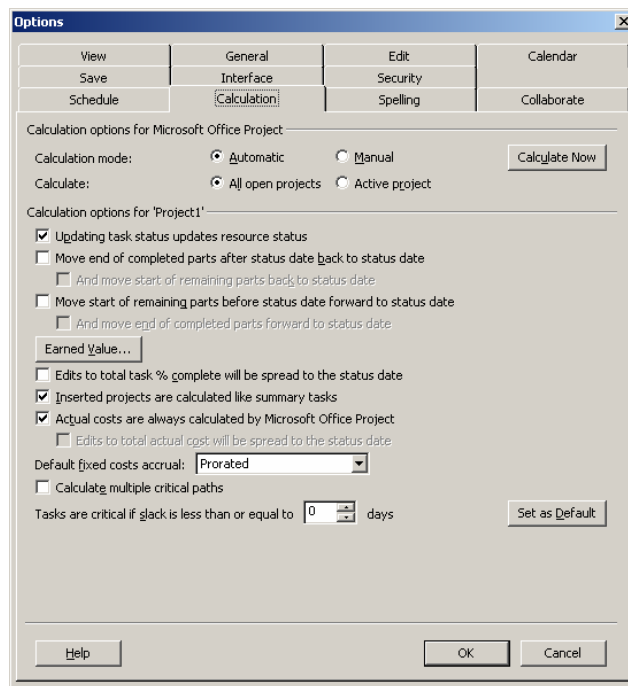 Options
View General Edit Calendar
Save Interface Security
Schedule Calculation Spelling Collaborate
Calculation options for Microsoft Office Project
Calculation mode: Automatic Manual Calculate Now
Calculate: All open projects Active project
Calculation options for 'Project1'
Updating task status updates resource status
Move end of completed parts after status date back to status date
And move start of remaining parts back to status date
Move start of remaining parts before status date forward to status date
And move end of completed parts forward to status date
Earned Value...
Edits to total task % complete will be spread to the status date
Inserted projects are calculated like summary tasks
Actual costs are always calculated by Microsoft Office Project
Edits to total actual cost will be spread to the status date
Default fixed costs accrual: Prorated
Calculate multiple critical paths
Tasks are critical if slack is less than or equal to 0 days Set as Default
Help OK Cancel